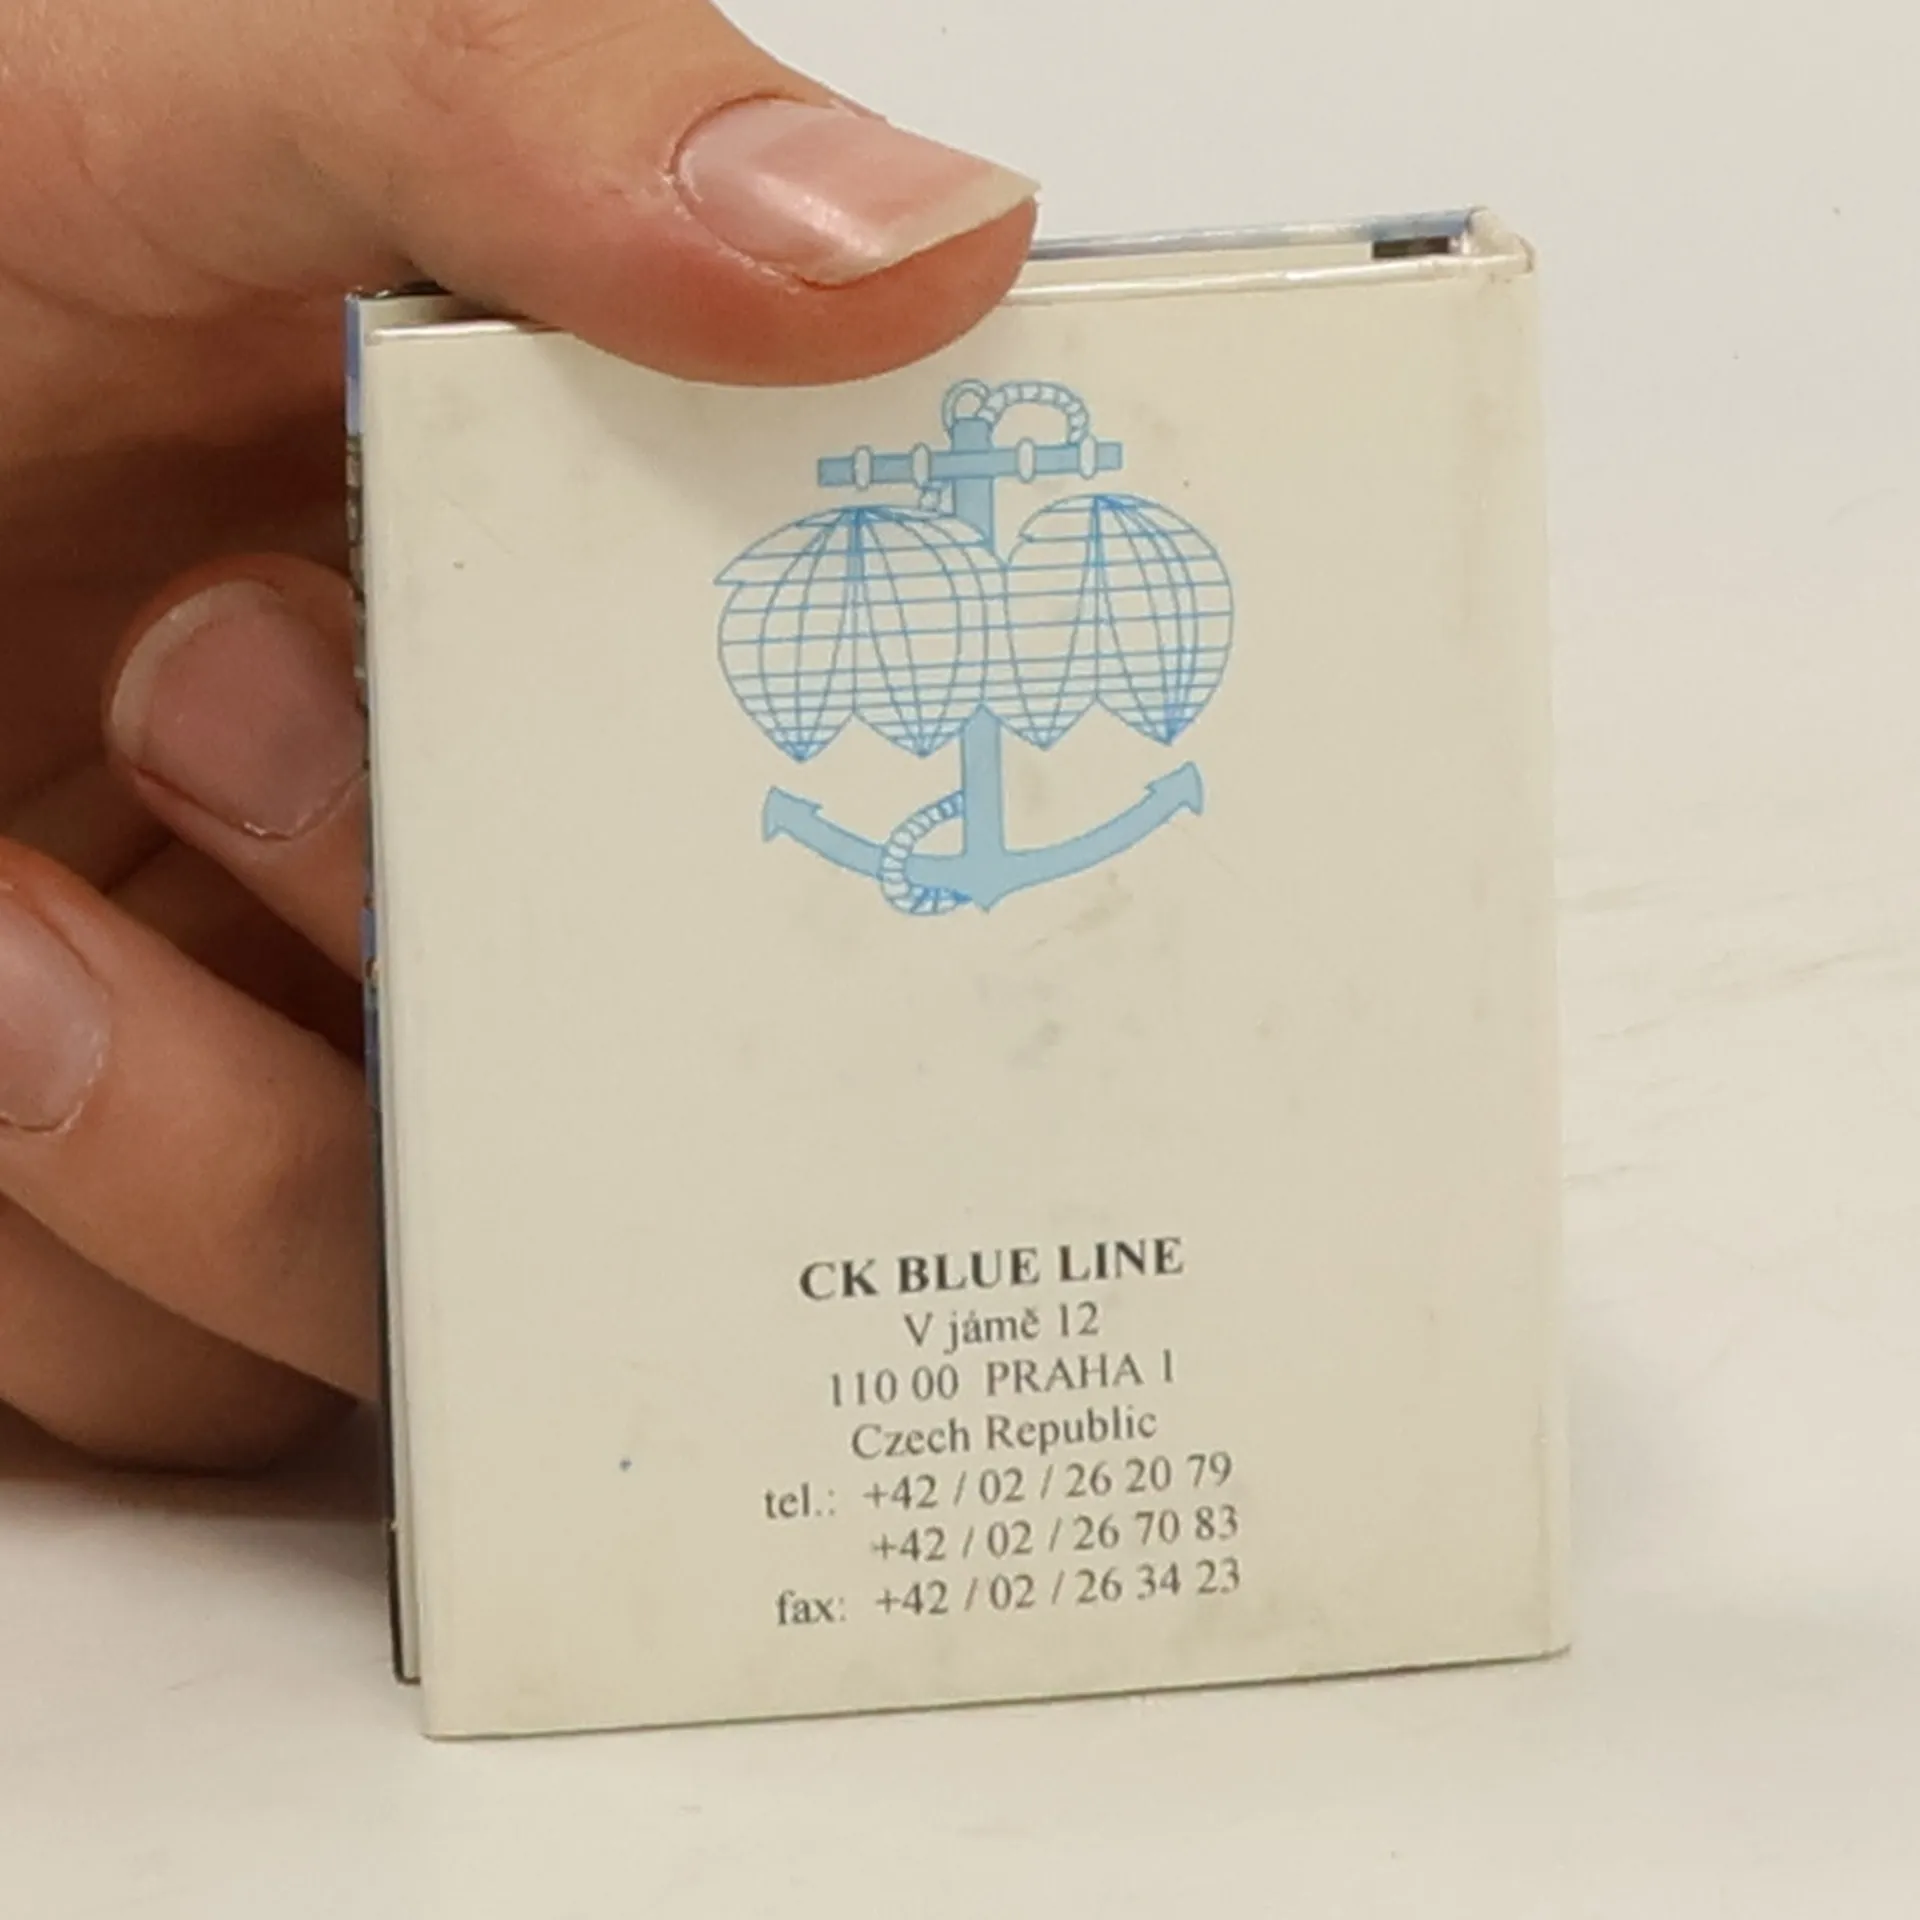 CK BLUE LINE
V jámě 12
110 00 PRAHA 1
Czech Republic
tel.: +42 / 02 / 26 20 79
+42 / 02 / 26 70 83
fax: +42 / 02 / 26 34 23